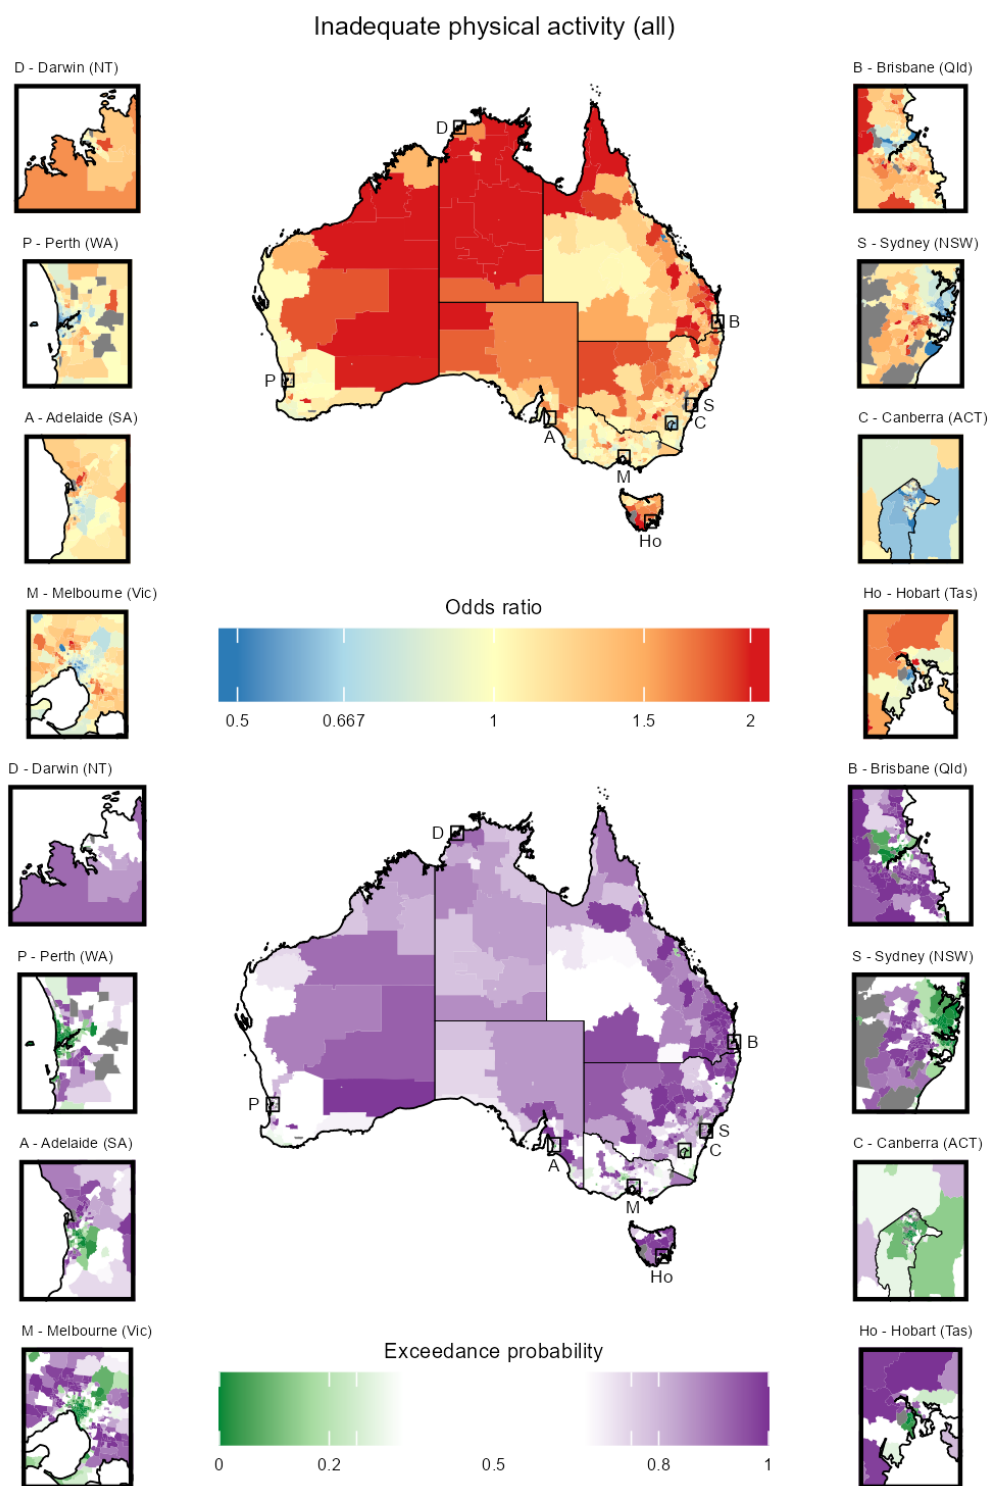 Inadequate physical activity (all)
D - Darwin (NT)
B - Brisbane (Qld)
D
P - Perth (WA)
S - Sydney (NSW)
B
P
S
A - Adelaide (SA)
C - Canberra (ACT)
C
A
M
Ho
M - Melbourne (Vic)
Ho - Hobart (Tas)
Odds ratio
0.5 0.667 1 1.5 2
D - Darwin (NT)
B - Brisbane (Qld)
D
P - Perth (WA)
S - Sydney (NSW)
B
P
A - Adelaide (SA)
S
C - Canberra (ACT)
C
A
M
Ho
M - Melbourne (Vic)
Ho - Hobart (Tas)
Exceedance probability
0 0.2 0.5 0.8 1